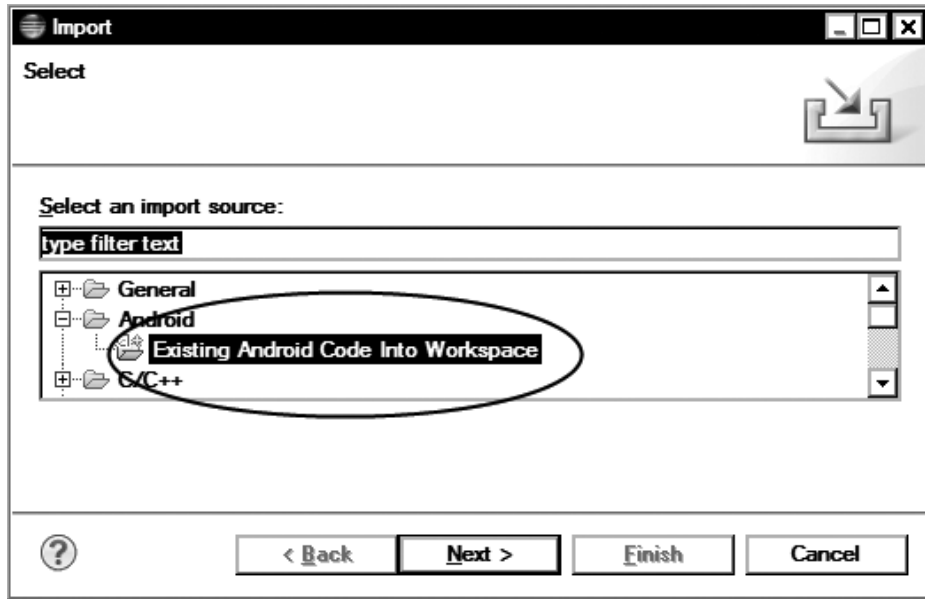 Import
Select
Select an import source:
type filter text
General
Android
Existing Android Code Into Workspace
C/C++
< Back Next > Finish Cancel